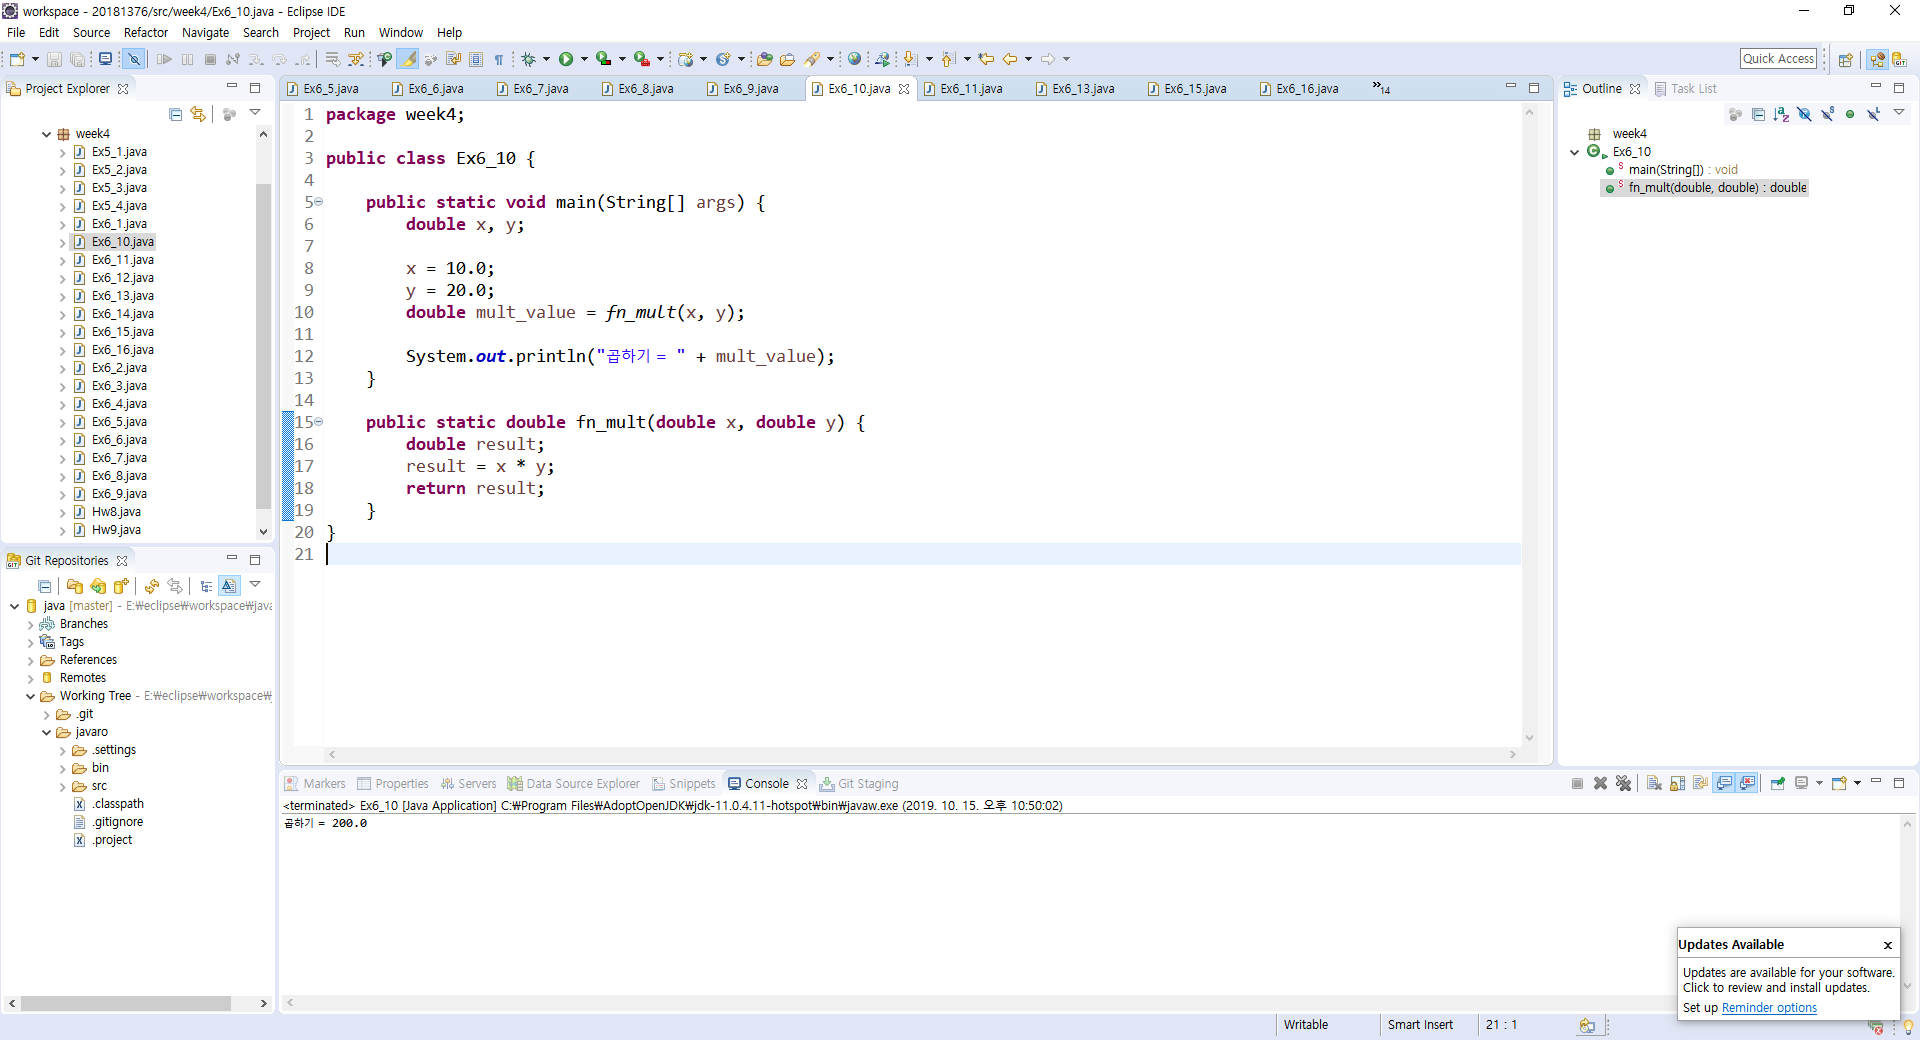 workspace - 20181376/src/week4/Ex6_10.java - Eclipse IDE
File Edit Source Refactor Navigate Search Project Run Window Help
Quick Access
Project Explorer
week4
Ex5_1.java
Ex5_2.java
Ex5_3.java
Ex5_4.java
Ex6_1.java
Ex6_10.java
Ex6_11.java
Ex6_12.java
Ex6_13.java
Ex6_14.java
Ex6_15.java
Ex6_16.java
Ex6_2.java
Ex6_3.java
Ex6_4.java
Ex6_5.java
Ex6_6.java
Ex6_7.java
Ex6_8.java
Ex6_9.java
Hw8.java
Hw9.java
Git Repositories
java [master] - E:\eclipse\workspace\java
Branches
Tags
References
Remotes
Working Tree - E:\eclipse\workspace\j
.git
javaro
.settings
bin
src
.classpath
.gitignore
.project
Ex6_5.java Ex6_6.java Ex6_7.java Ex6_8.java Ex6_9.java Ex6_10.java Ex6_11.java Ex6_13.java Ex6_15.java Ex6_16.java »14
1 package week4;
2
3 public class Ex6_10 {
4
5 public static void main(String[] args) {
6 double x, y;
7
8 x = 10.0;
9 y = 20.0;
10 double mult_value = fn_mult(x, y);
11
12 System.out.println("곱하기 = " + mult_value);
13 }
14
15 public static double fn_mult(double x, double y) {
16 double result;
17 result = x * y;
18 return result;
19 }
20 }
21
Outline Task List
week4
Ex6_10
main(String[]) : void
fn_mult(double, double) : double
Markers Properties Servers Data Source Explorer Snippets Console Git Staging
<terminated> Ex6_10 [Java Application] C:\Program Files\AdoptOpenJDK\jdk-11.0.4.11-hotspot\bin\javaw.exe (2019. 10. 15. 오후 10:50:02)
곱하기 = 200.0
Updates Available
Updates are available for your software.
Click to review and install updates.
Set up Reminder options
Writable Smart Insert 21 : 1